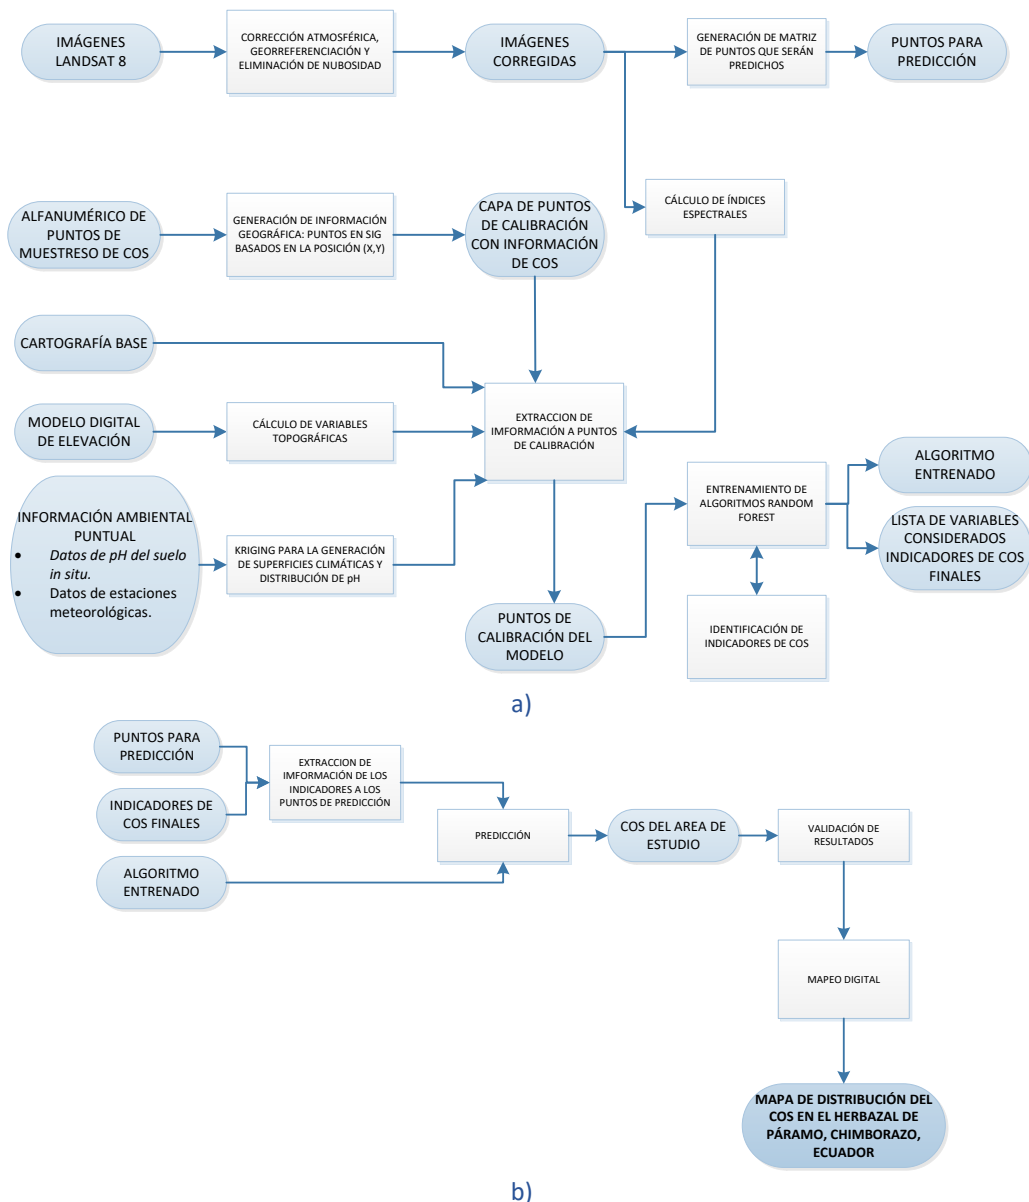 IMÁGENES
LANDSAT 8
CORRECCIÓN ATMOSFÉRICA,
GEORREFERENCIACIÓN Y
ELIMINACIÓN DE NUBOSIDAD
IMÁGENES
CORREGIDAS
GENERACIÓN DE MATRIZ
DE PUNTOS QUE SERÁN
PREDICHOS
PUNTOS PARA
PREDICCIÓN
CÁLCULO DE ÍNDICES
ESPECTRALES
ALFANUMÉRICO DE
PUNTOS DE
MUESTRESO DE COS
GENERACIÓN DE INFORMACIÓN
GEOGRÁFICA: PUNTOS EN SIG
BASADOS EN LA POSICIÓN (X,Y)
CAPA DE PUNTOS
DE CALIBRACIÓN
CON INFORMACIÓN
DE COS
CARTOGRAFÍA BASE
MODELO DIGITAL
DE ELEVACIÓN
CÁLCULO DE VARIABLES
TOPOGRÁFICAS
EXTRACCION DE
IMFORMACIÓN A PUNTOS
DE CALIBRACIÓN
INFORMACIÓN AMBIENTAL
PUNTUAL
• Datos de pH del suelo
in situ.
• Datos de estaciones
meteorológicas.
KRIGING PARA LA GENERACIÓN
DE SUPERFICIES CLIMÁTICAS Y
DISTRIBUCIÓN DE pH
PUNTOS DE
CALIBRACIÓN DEL
MODELO
ENTRENAMIENTO DE
ALGORITMOS RANDOM
FOREST
IDENTIFICACIÓN DE
INDICADORES DE COS
ALGORITMO
ENTRENADO
LISTA DE VARIABLES
CONSIDERADOS
INDICADORES DE COS
FINALES
a)
PUNTOS PARA
PREDICCIÓN
INDICADORES DE
COS FINALES
ALGORITMO
ENTRENADO
EXTRACCION DE
IMFORMACIÓN DE LOS
INDICADORES A LOS
PUNTOS DE PREDICCIÓN
PREDICCIÓN
COS DEL AREA DE
ESTUDIO
VALIDACIÓN DE
RESULTADOS
MAPEO DIGITAL
MAPA DE DISTRIBUCIÓN DEL
COS EN EL HERBAZAL DE
PÁRAMO, CHIMBORAZO,
ECUADOR
b)